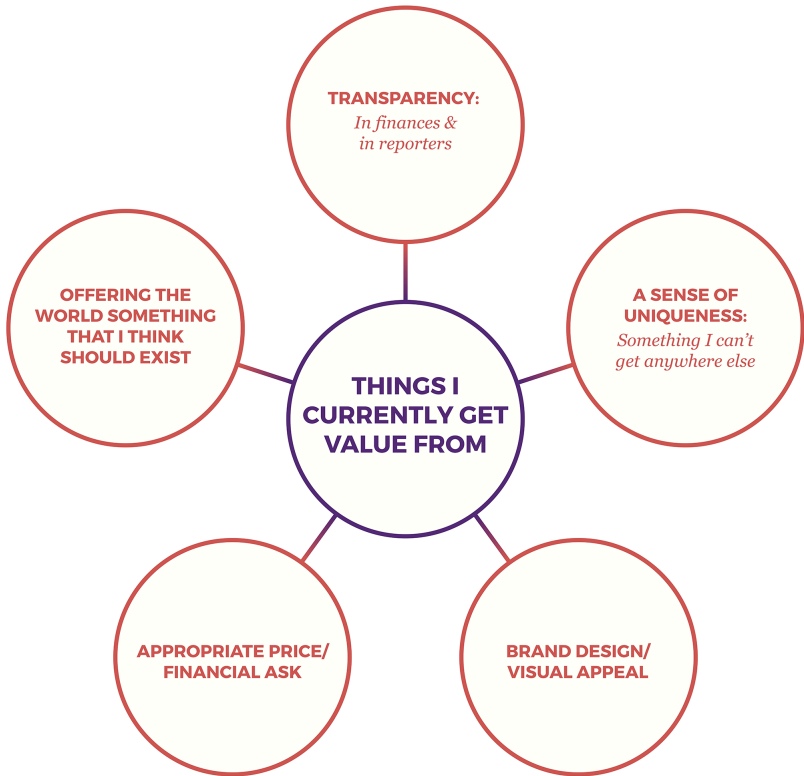 TRANSPARENCY:
In finances &
in reporters
OFFERING THE
WORLD SOMETHING
THAT I THINK
SHOULD EXIST
A SENSE OF
UNIQUENESS:
Something I can’t
get anywhere else
THINGS I
CURRENTLY GET
VALUE FROM
APPROPRIATE PRICE/
FINANCIAL ASK
BRAND DESIGN/
VISUAL APPEAL